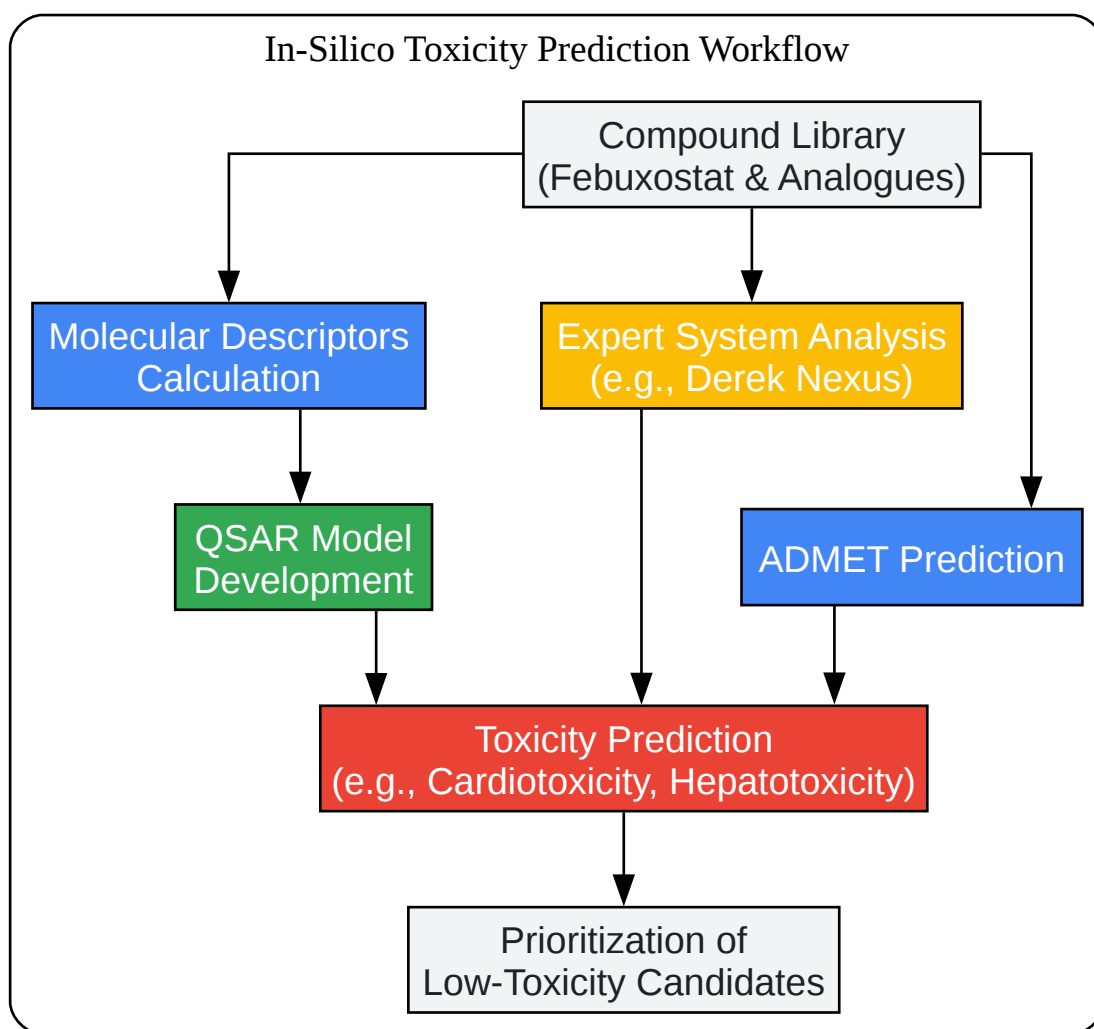 In-Silico Toxicity Prediction Workflow
Compound Library
(Febuxostat & Analogues)
Molecular Descriptors
Calculation
Expert System Analysis
(e.g., Derek Nexus)
QSAR Model
Development
ADMET Prediction
Toxicity Prediction
(e.g., Cardiotoxicity, Hepatotoxicity)
Prioritization of
Low-Toxicity Candidates